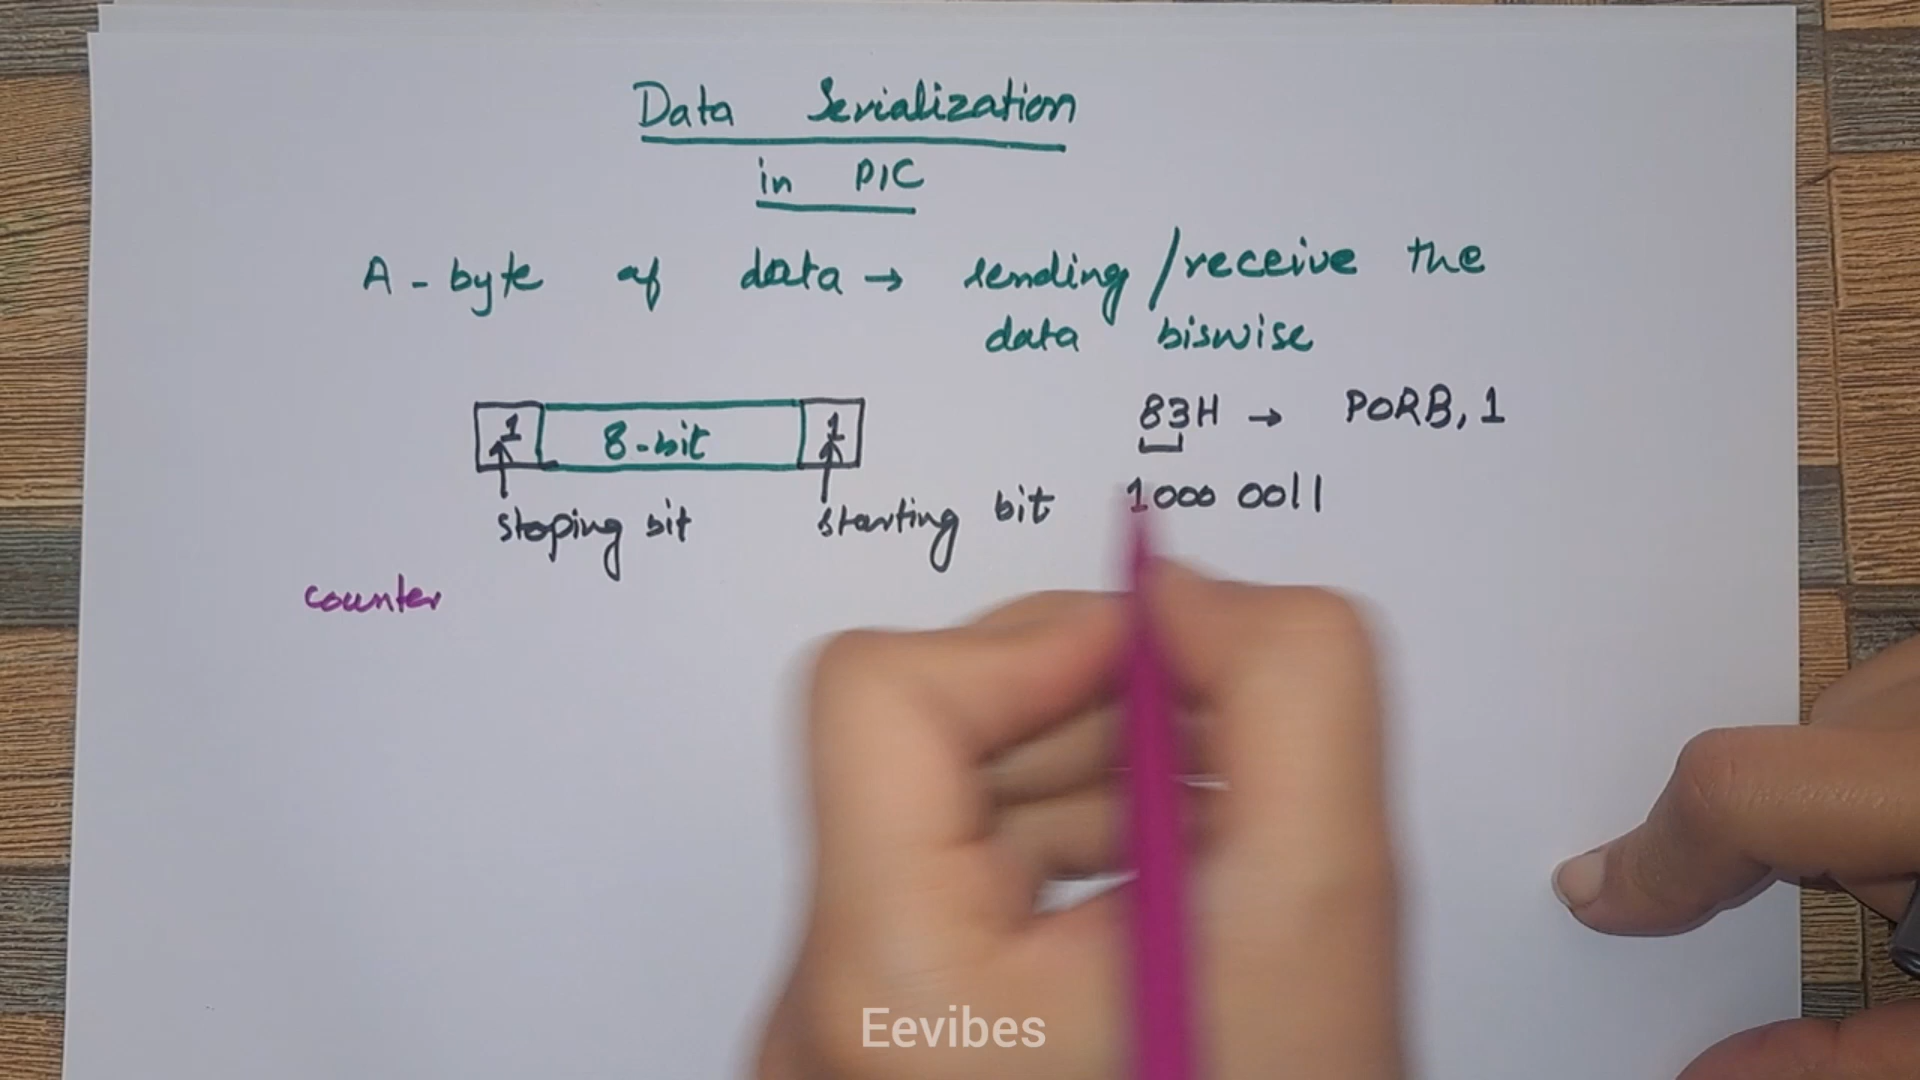 Data Serialization
in PIC
A - byte of data → sending /receive the
data biswise
1 8-bit 1
stoping bit
starting bit
83H → PORB, 1
1000 0011
counter
Eevibes